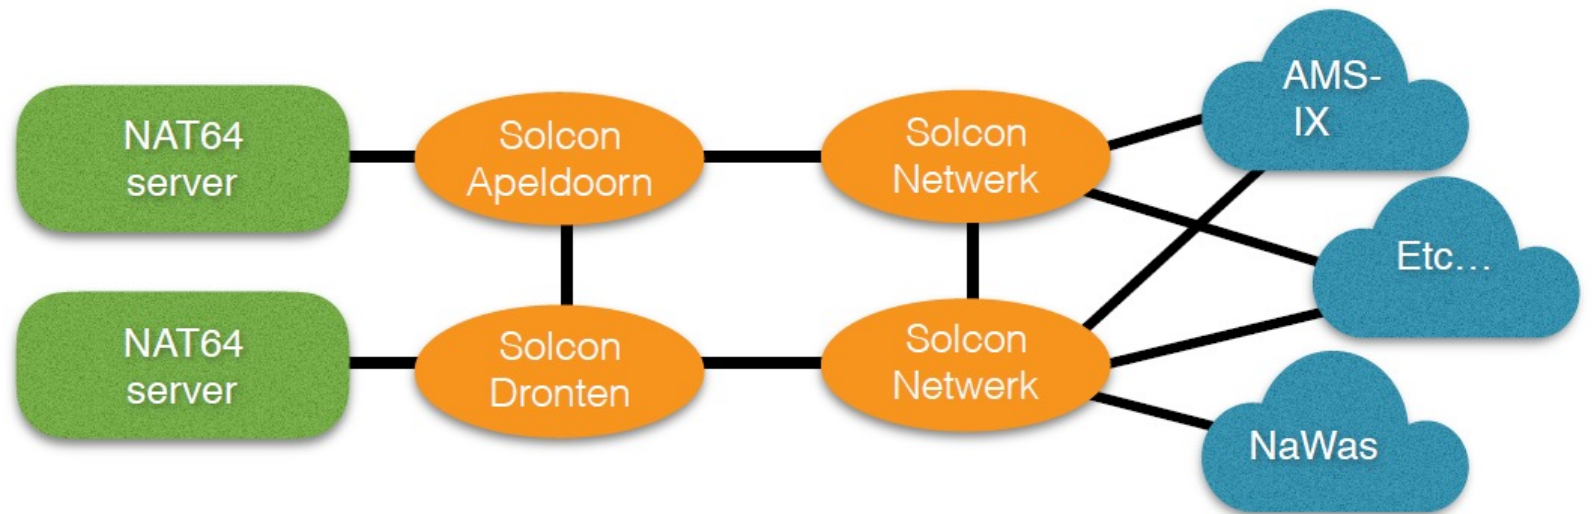 NAT64
server
Solcon
Apeldoorn
Solcon
Netwerk
AMS-
IX
Etc...
NAT64
server
Solcon
Dronten
Solcon
Netwerk
NaWas